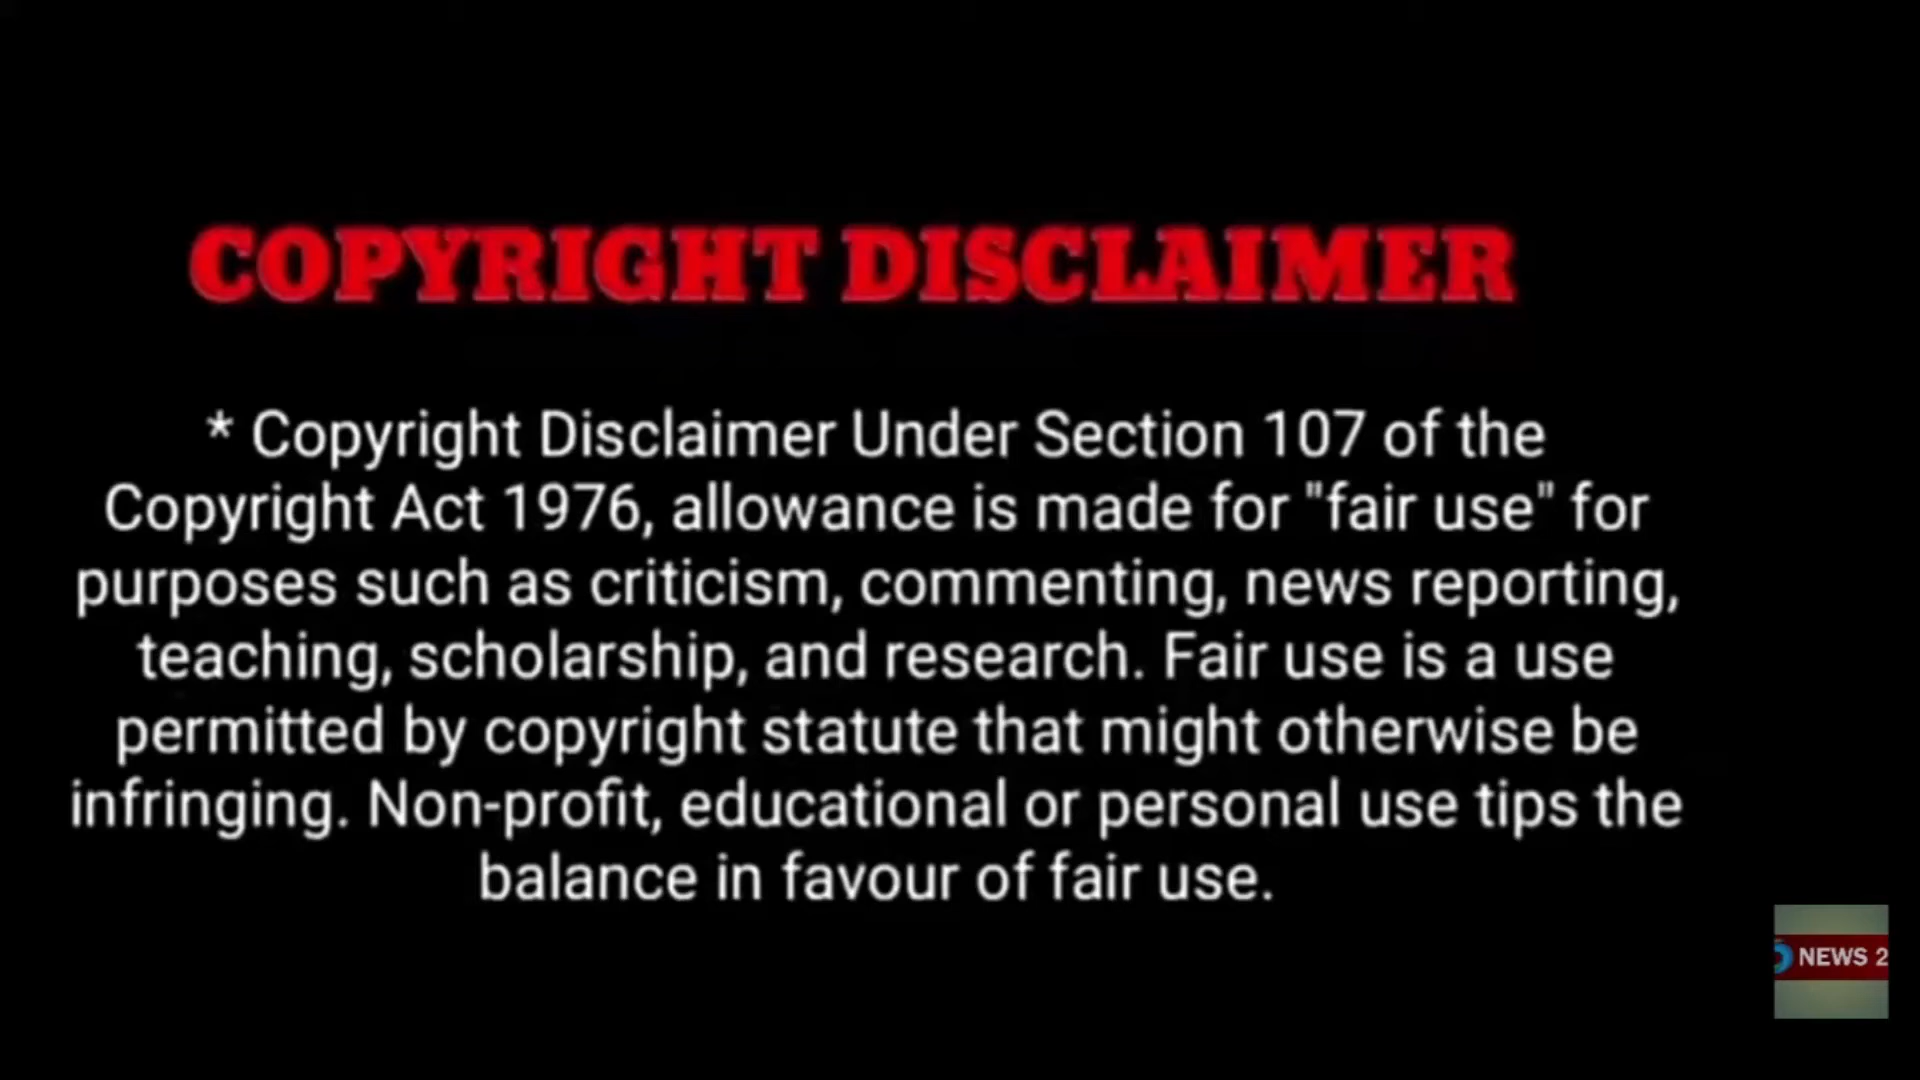 COPYRIGHT DISCLAIMER
* Copyright Disclaimer Under Section 107 of the
Copyright Act 1976, allowance is made for "fair use" for
purposes such as criticism, commenting, news reporting,
teaching, scholarship, and research. Fair use is a use
permitted by copyright statute that might otherwise be
infringing. Non-profit, educational or personal use tips the
balance in favour of fair use.
5 NEWS 2